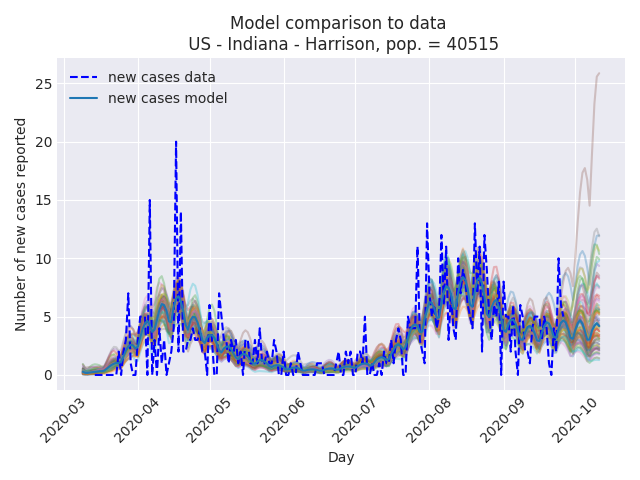 Model comparison to data
US - Indiana - Harrison, pop. = 40515
new cases data
new cases model
Number of new cases reported
25
20
15
10
5
0
2020-03
2020-04
2020-05
2020-06
2020-07
2020-08
2020-09
2020-10
Day